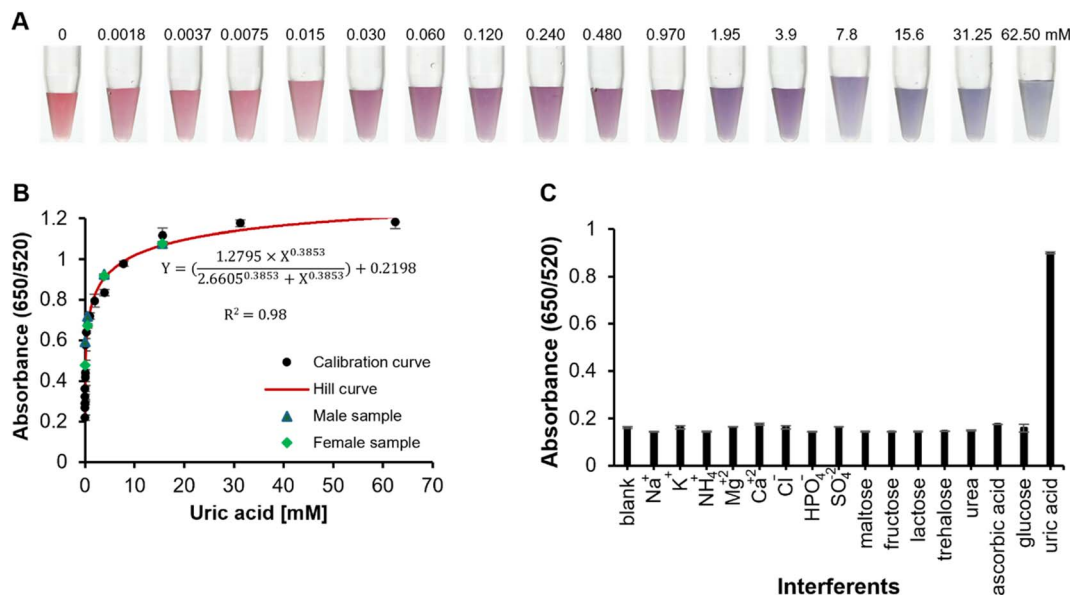 A
0 0.0018 0.0037 0.0075 0.015 0.030 0.060 0.120 0.240 0.480 0.970 1.95 3.9 7.8 15.6 31.25 62.50 mM
B
Absorbance (650/520)
1.2
1
0.8
0.6
0.4
0.2
0
Y = (1.2795 × X^0.3853 / 2.6605^0.3853 + X^0.3853) + 0.2198
R² = 0.98
Calibration curve
Hill curve
Male sample
Female sample
0 10 20 30 40 50 60 70
Uric acid [mM]
C
Absorbance (650/520)
1
0.8
0.6
0.4
0.2
0
blank
Na⁺
K⁺
NH₄⁺
Mg⁺²
Ca⁺²
Cl⁻
HPO₄⁻
SO₄⁻²
maltose
fructose
lactose
trehalose
urea
ascorbic acid
glucose
uric acid
Interferents